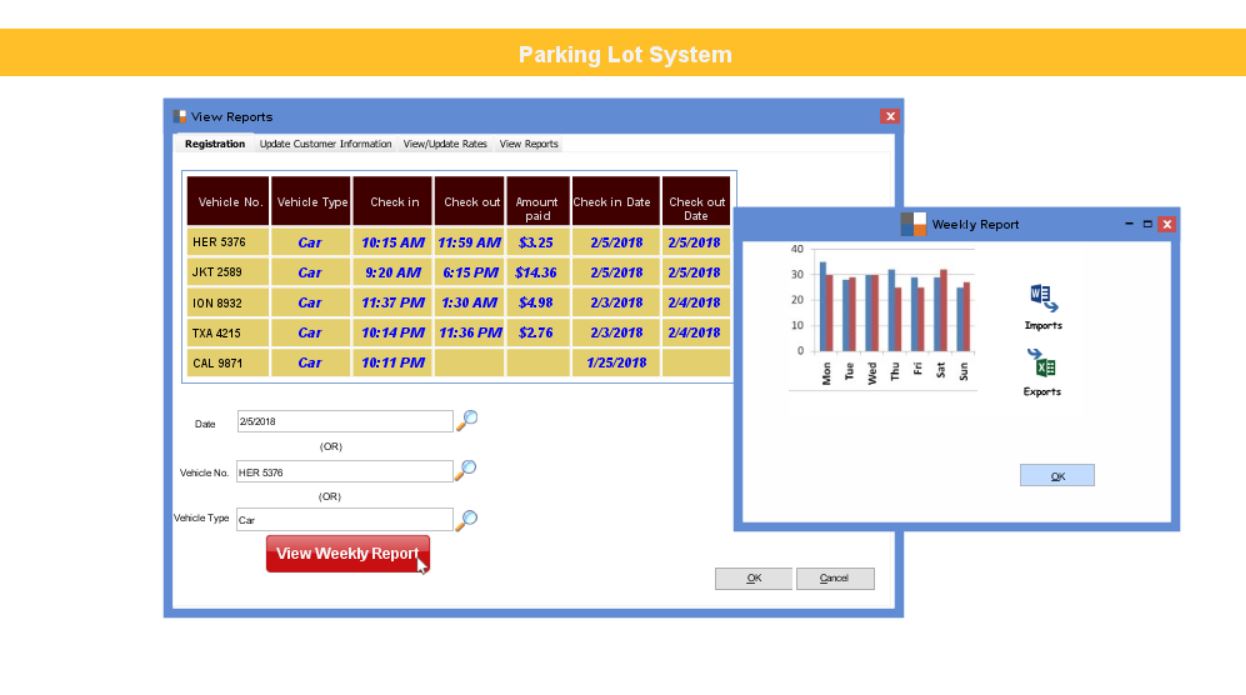 Parking Lot System
View Reports
Registration Update Customer Information View/Update Rates View Reports
Vehicle No. Vehicle Type Check in Check out Amount paid Check in Date Check out Date
HER 5376 Car 10:15 AM 11:59 AM $3.25 2/5/2018 2/5/2018
JKT 2589 Car 9:20 AM 6:15 PM $14.36 2/5/2018 2/5/2018
ION 8932 Car 11:37 PM 1:30 AM $4.98 2/3/2018 2/4/2018
TXA 4215 Car 10:14 PM 11:36 PM $2.76 2/3/2018 2/4/2018
CAL 9871 Car 10:11 PM 1/25/2018
Date 2/5/2018
(OR)
Vehicle No. HER 5376
(OR)
Vehicle Type Car
View Weekly Report
OK Cancel
Weekly Report
40
30
20
10
0
Mon Tue Wed Thu Fri Sat Sun
Imports
Exports
OK